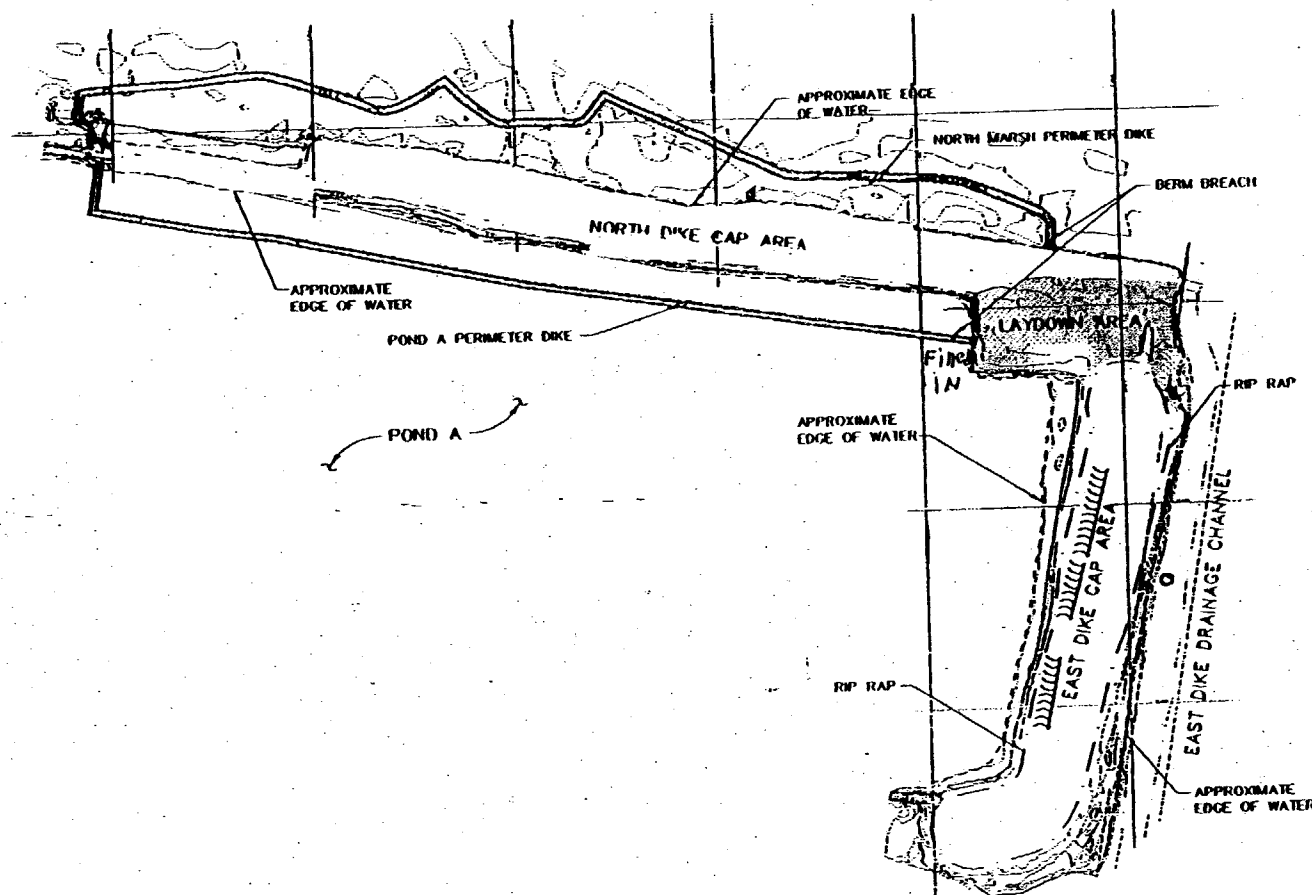 APPROXIMATE EDGE
OF WATER
NORTH MARSH PERIMETER DIKE
BERM BREACH
NORTH DIKE CAP AREA
APPROXIMATE
EDGE OF WATER
POND A PERIMETER DIKE
LAYDOWN AREA
Filled
IN
RIP RAP
APPROXIMATE
EDGE OF WATER
POND A
EAST DIKE CAP AREA
EAST DIKE DRAINAGE CHANNEL
RIP RAP
APPROXIMATE
EDGE OF WATER